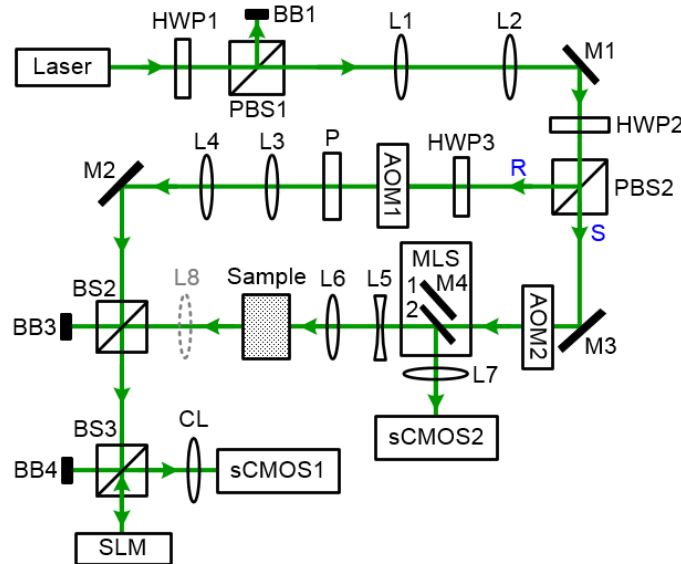 HWP1
BB1
L1
L2
M1
Laser
PBS1
HWP2
M2
L4
L3
P
AOM1
HWP3
R
PBS2
S
L8
Sample
L6
L5
MLS
1
M4
2
AOM2
M3
BS2
BB3
L7
sCMOS2
BS3
CL
BB4
sCMOS1
SLM